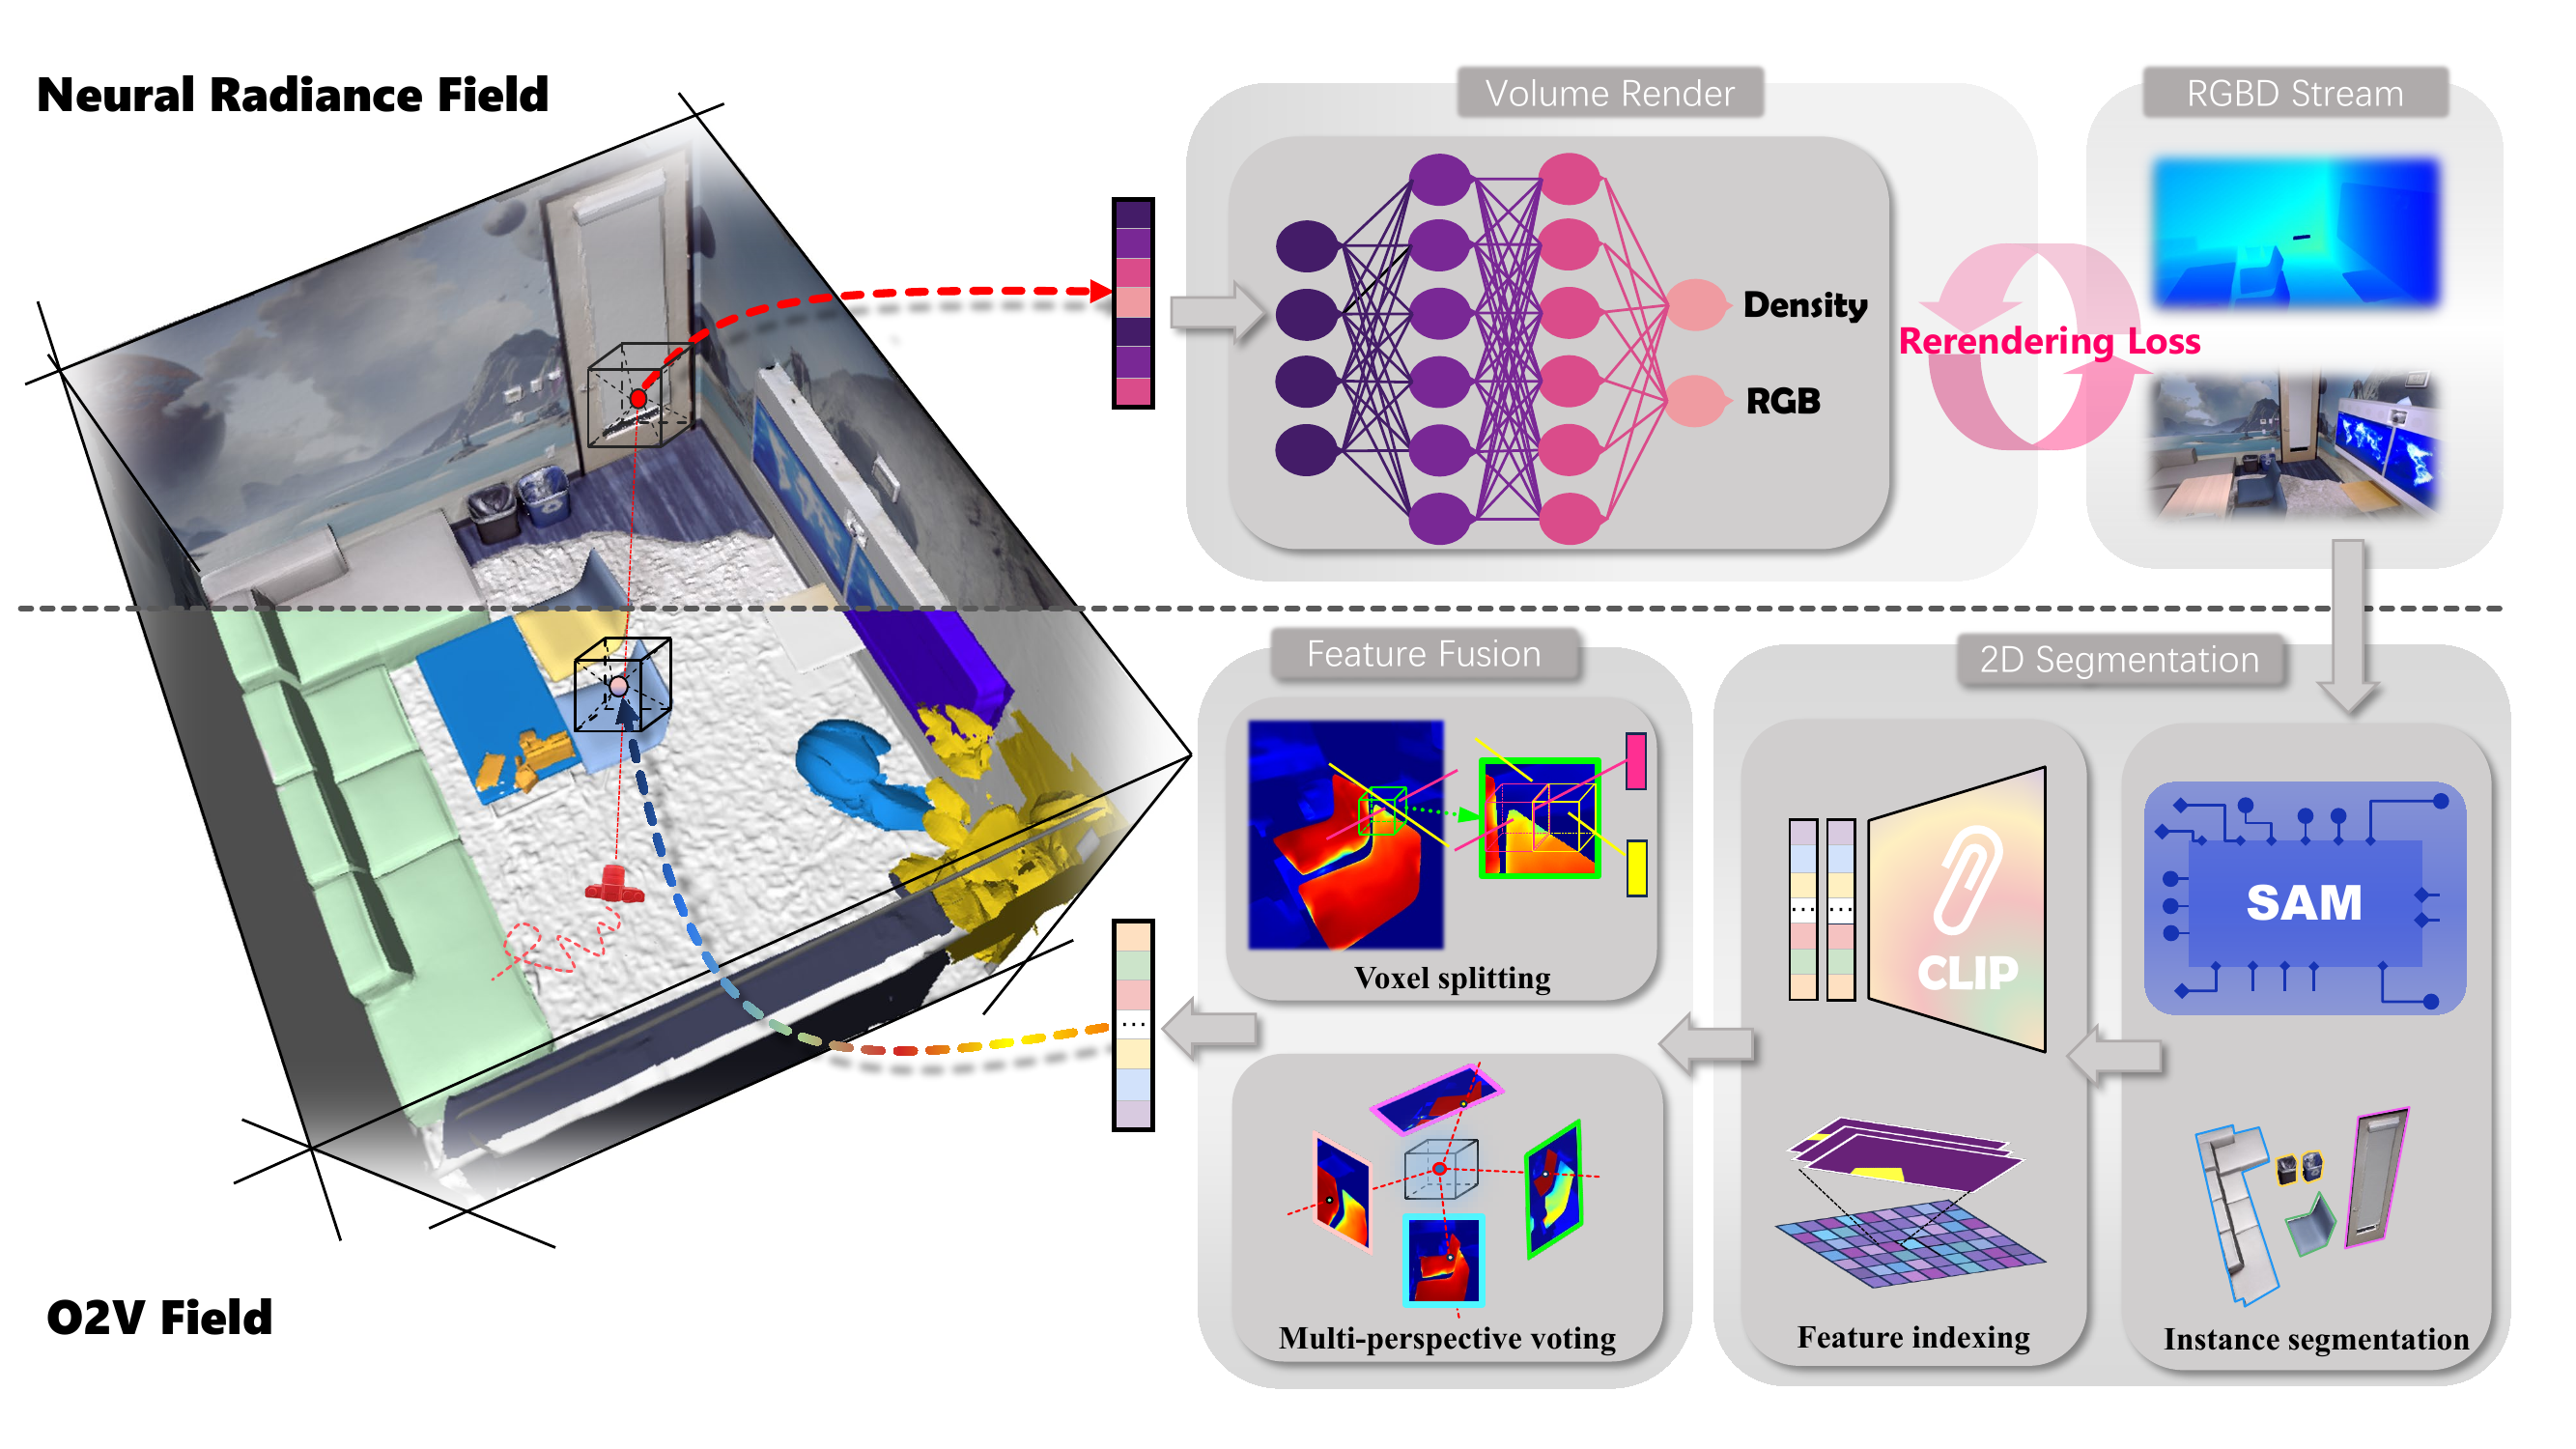 Neural Radiance Field
Volume Render
RGBD Stream
Density
RGB
Rerendering Loss
Feature Fusion
2D Segmentation
Voxel splitting
CLIP
SAM
...
... ...
Multi-perspective voting
Feature indexing
Instance segmentation
O2V Field